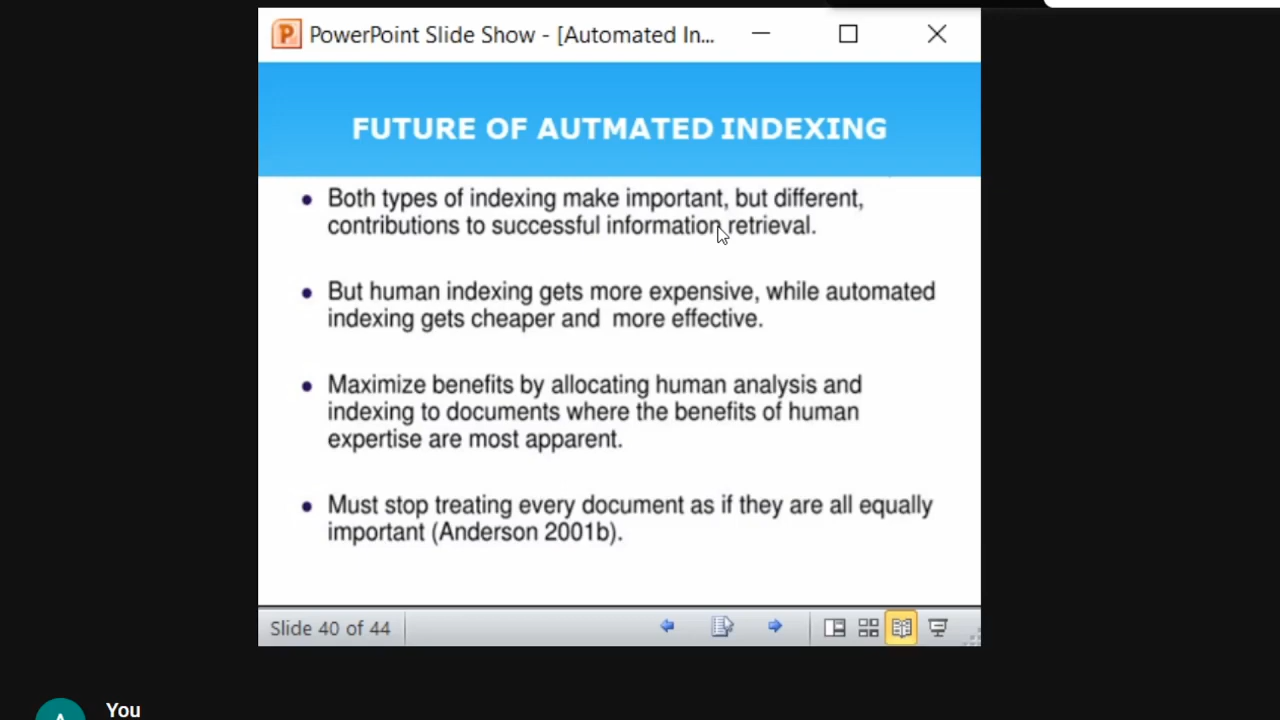 PowerPoint Slide Show - [Automated In...
FUTURE OF AUTMATED INDEXING
• Both types of indexing make important, but different,
contributions to successful information retrieval.
• But human indexing gets more expensive, while automated
indexing gets cheaper and more effective.
• Maximize benefits by allocating human analysis and
indexing to documents where the benefits of human
expertise are most apparent.
• Must stop treating every document as if they are all equally
important (Anderson 2001b).
Slide 40 of 44
You